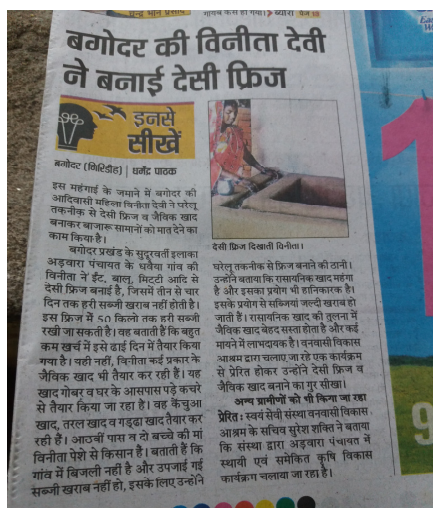 बगोदर की विनीता देवी
ने बनाई देसी फ्रिज
इनसे
सीखें
बगोदर (गिरिडीह) | धर्मेंद्र पाठक
इस महंगाई के जमाने में बगोदर की
आदिवासी महिला विनीता देवी ने घरेलू
तकनीक से देसी फ्रिज व जैविक खाद
बनाकर बाजारू सामानों को मात देने का
काम किया है।
बगोदर प्रखंड के सुदूरवर्ती इलाका
अड़वारा पंचायत के धवैया गांव की
विनीता ने ईंट, बालू, मिटटी आदि से
देसी फ्रिज बनाई है, जिसमें तीन से चार
दिन तक हरी सब्जी खराब नहीं होती है।
इस फ्रिज में 50 किलो तक हरी सब्जी
रखी जा सकती है। वह बताती हैं कि बहुत
कम खर्च में इसे ढाई दिन में तैयार किया
गया है। यही नहीं, विनीता कई प्रकार के
जैविक खाद भी तैयार कर रही हैं। यह
खाद गोबर व घर के आसपास पड़े कचरे
से तैयार किया जा रहा है। वह केंचुआ
खाद, तरल खाद व गड्ढा खाद तैयार कर
रही हैं। आठवीं पास व दो बच्चे की मां
विनीता पेशे से किसान है। बताती हैं कि
गांव में बिजली नहीं है और उपजाई गई
सब्जी खराब नहीं हो, इसके लिए उन्होंने
देसी फ्रिज दिखाती विनीता।
घरेलू तकनीक से फ्रिज बनाने की ठानी।
उन्होंने बताया कि रासायनिक खाद महंगा
है और इसका प्रयोग भी हानिकारक है।
इसके प्रयोग से सब्जियां जल्दी खराब हो
जाती हैं। रासायनिक खाद की तुलना में
जैविक खाद बेहद सस्ता होता है और कई
मायने में लाभदायक है। वनवासी विकास
आश्रम द्वारा चलाए जा रहे एक कार्यक्रम
से प्रेरित होकर उन्होंने देसी फ्रिज व
जैविक खाद बनाने का गुर सीखा।
अन्य ग्रामीणों को भी किया जा रहा
प्रेरित : स्वयं सेवी संस्था वनवासी विकास
आश्रम के सचिव सुरेश शक्ति ने बताया
कि संस्था द्वारा अड़वारा पंचायत में
स्थायी एवं समेकित कृषि विकास
कार्यक्रम चलाया जा रहा है।